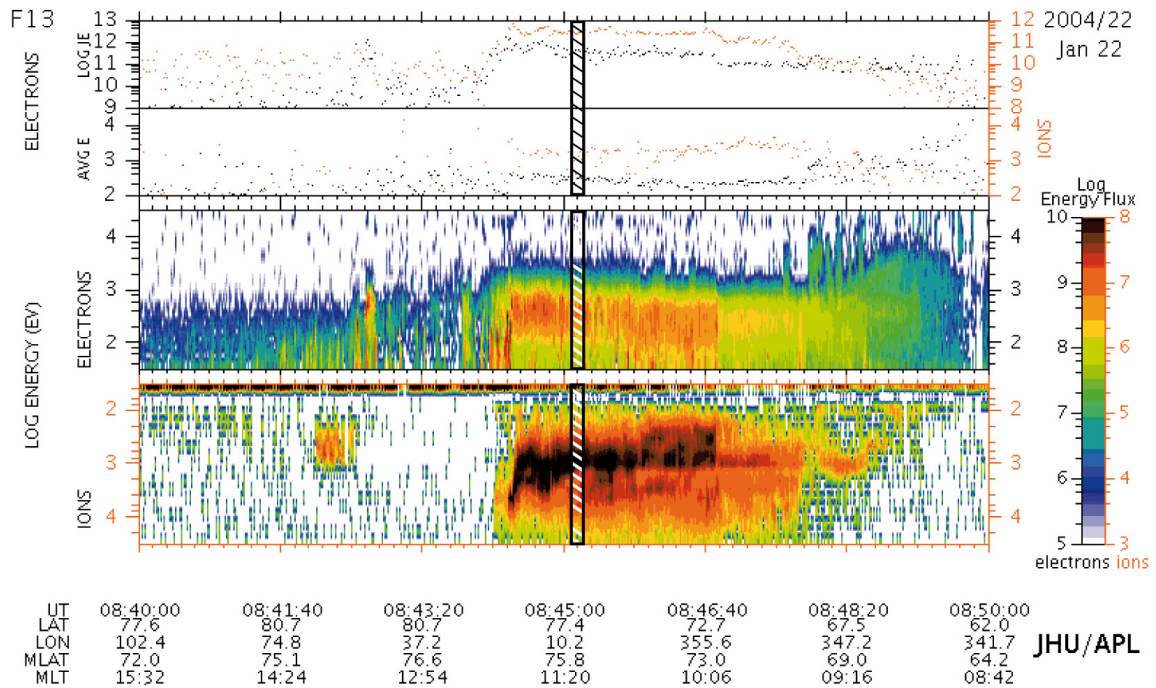 F13
2004/22
Jan 22
ELECTRONS
LOG JE
13
12
11
10
9
12
11
10
9
8
AVG E
4
3
2
4
3
2
IONS
LOG ENERGY (EV)
ELECTRONS
4
3
2
IONS
2
3
4
2
3
4
Log
Energy Flux
10 8
9 7
8 6
7 5
6 4
5 3
electrons ions
UT 08:40:00 08:41:40 08:43:20 08:45:00 08:46:40 08:48:20 08:50:00
LAT 77.6 80.7 80.7 77.4 72.7 67.5 62.0
LON 102.4 74.8 37.2 10.2 355.6 347.2 341.7
MLAT 72.0 75.1 76.6 75.8 73.0 69.0 64.2
MLT 15:32 14:24 12:54 11:20 10:06 09:16 08:42
JHU/APL